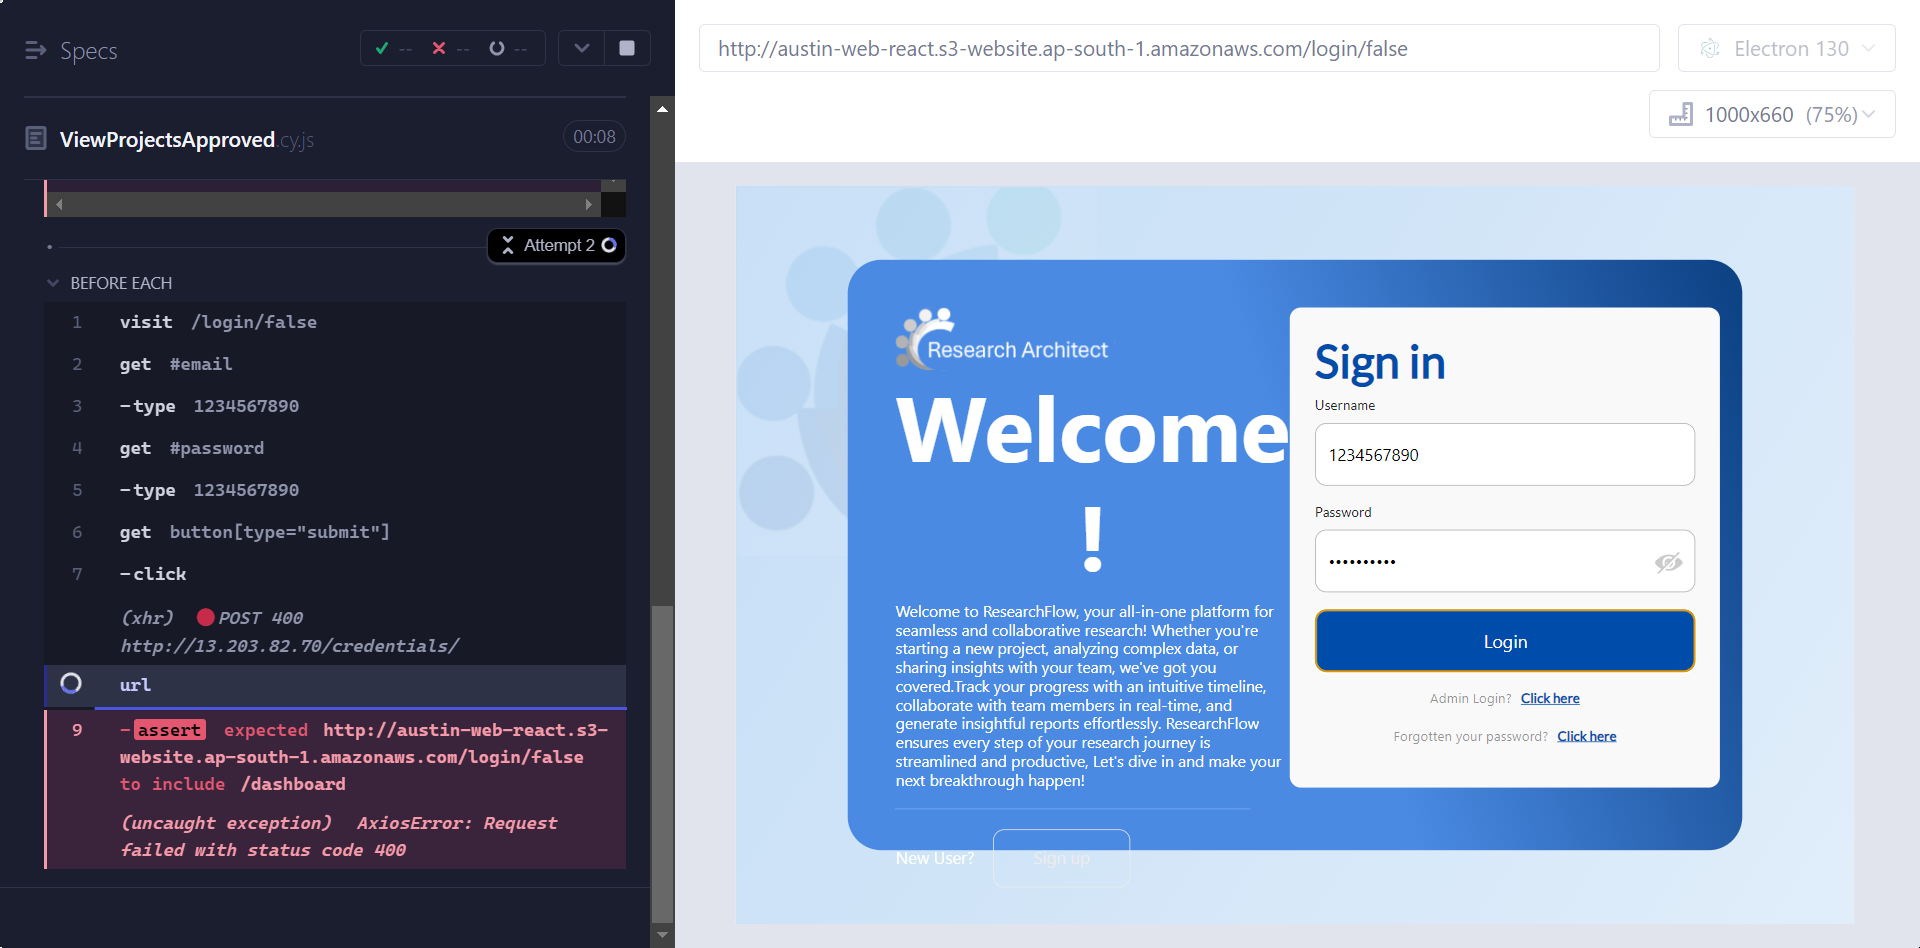 Specs
-- -- --
ViewProjectsApproved.cy.js
00:08
Attempt 2
BEFORE EACH
1 visit /login/false
2 get #email
3 -type 1234567890
4 get #password
5 -type 1234567890
6 get button[type="submit"]
7 -click
(xhr) POST 400
http://13.203.82.70/credentials/
url
9 -assert expected http://austin-web-react.s3-
website.ap-south-1.amazonaws.com/login/false
to include /dashboard
(uncaught exception) AxiosError: Request
failed with status code 400
http://austin-web-react.s3-website.ap-south-1.amazonaws.com/login/false
Electron 130
1000x660 (75%)
Research Architect
Welcome
!
Welcome to ResearchFlow, your all-in-one platform for
seamless and collaborative research! Whether you're
starting a new project, analyzing complex data, or
sharing insights with your team, we've got you
covered.Track your progress with an intuitive timeline,
collaborate with team members in real-time, and
generate insightful reports effortlessly. ResearchFlow
ensures every step of your research journey is
streamlined and productive, Let's dive in and make your
next breakthrough happen!
New User? Sign up
Sign in
Username
1234567890
Password
••••••••••
Login
Admin Login? Click here
Forgotten your password? Click here